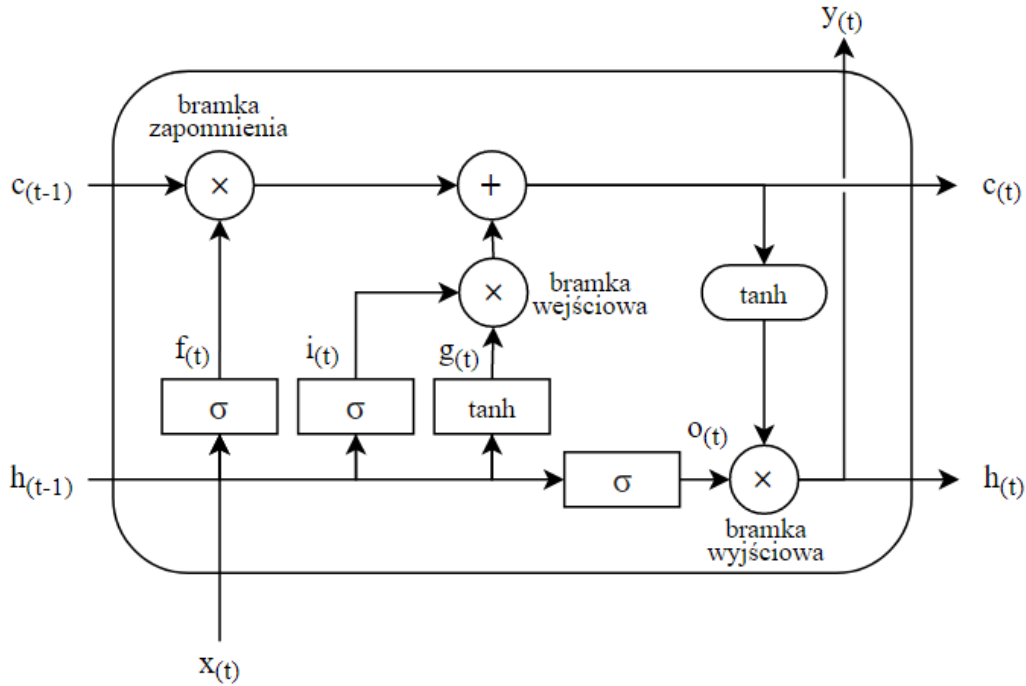 y(t)
bramka
zapomnienia
c(t-1)
×
+
c(t)
×
bramka
wejściowa
tanh
f(t)
i(t)
g(t)
σ
σ
tanh
o(t)
h(t-1)
σ
×
h(t)
bramka
wyjściowa
x(t)